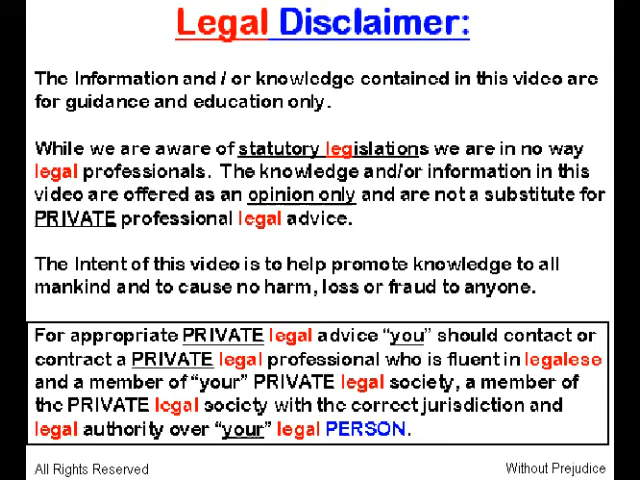 Legal Disclaimer:
The Information and / or knowledge contained in this video are
for guidance and education only.
While we are aware of statutory legislations we are in no way
legal professionals. The knowledge and/or information in this
video are offered as an opinion only and are not a substitute for
PRIVATE professional legal advice.
The Intent of this video is to help promote knowledge to all
mankind and to cause no harm, loss or fraud to anyone.
For appropriate PRIVATE legal advice “you” should contact or
contract a PRIVATE legal professional who is fluent in legalese
and a member of “your” PRIVATE legal society, a member of
the PRIVATE legal society with the correct jurisdiction and
legal authority over “your” legal PERSON.
All Rights Reserved
Without Prejudice